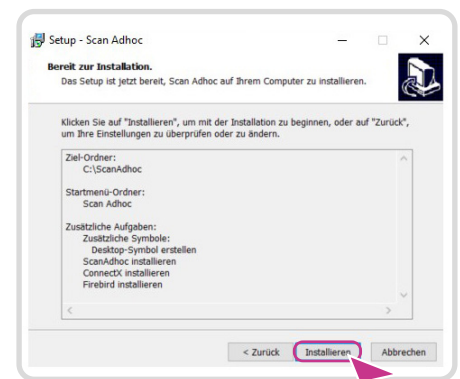 Setup - Scan Adhoc
Bereit zur Installation.
Das Setup ist jetzt bereit, Scan Adhoc auf Ihrem Computer zu installieren.
Klicken Sie auf "Installieren", um mit der Installation zu beginnen, oder auf "Zurück",
um Ihre Einstellungen zu überprüfen oder zu ändern.
Ziel-Ordner:
C:\ScanAdhoc
Startmenü-Ordner:
Scan Adhoc
Zusätzliche Aufgaben:
Zusätzliche Symbole:
Desktop-Symbol erstellen
ScanAdhoc installieren
ConnectX installieren
Firebird installieren
< Zurück Installieren Abbrechen